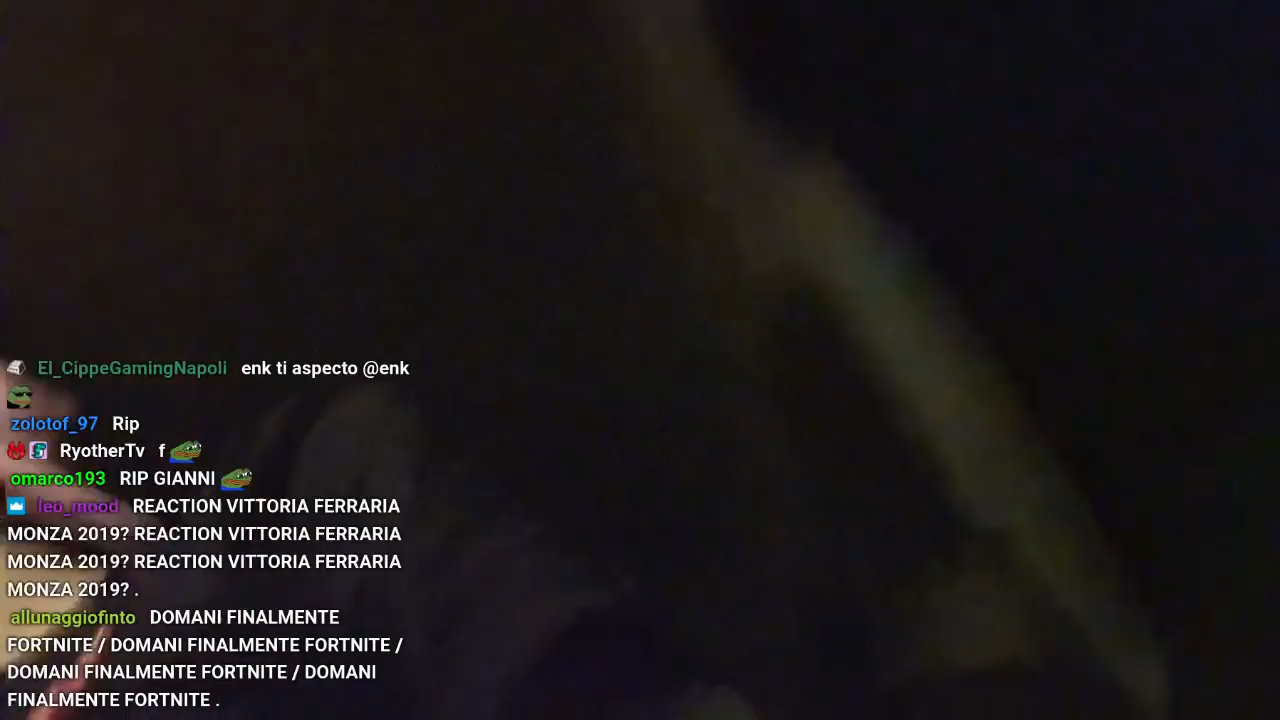 El_CippeGamingNapoli enk ti aspecto @enk
zolotof_97 Rip
RyotherTv f
omarco193 RIP GIANNI
leo_mood REACTION VITTORIA FERRARIA
MONZA 2019? REACTION VITTORIA FERRARIA
MONZA 2019? REACTION VITTORIA FERRARIA
MONZA 2019? .
allunaggiofinto DOMANI FINALMENTE
FORTNITE / DOMANI FINALMENTE FORTNITE /
DOMANI FINALMENTE FORTNITE / DOMANI
FINALMENTE FORTNITE .